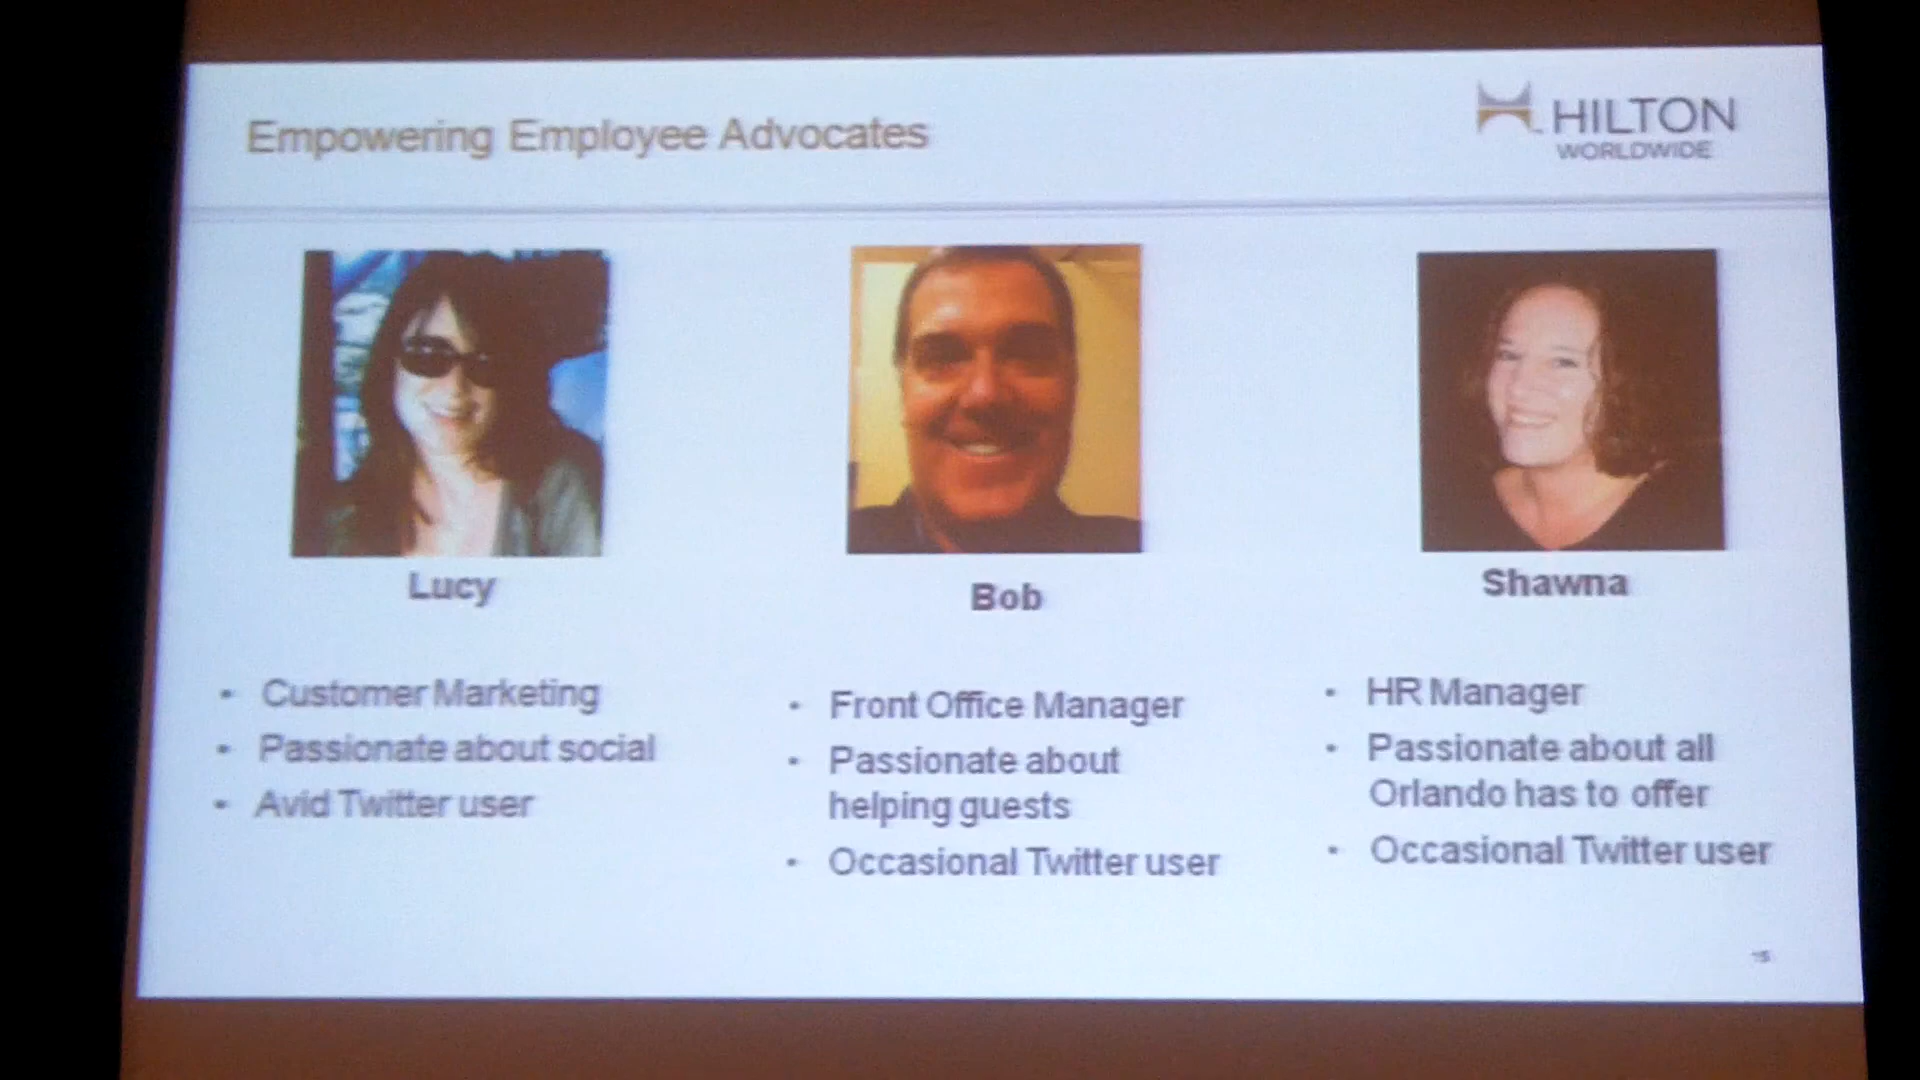 Empowering Employee Advocates
HILTON
WORLDWIDE
Lucy
• Customer Marketing
• Passionate about social
• Avid Twitter user
Bob
• Front Office Manager
• Passionate about
helping guests
• Occasional Twitter user
Shawna
• HR Manager
• Passionate about all
Orlando has to offer
• Occasional Twitter user